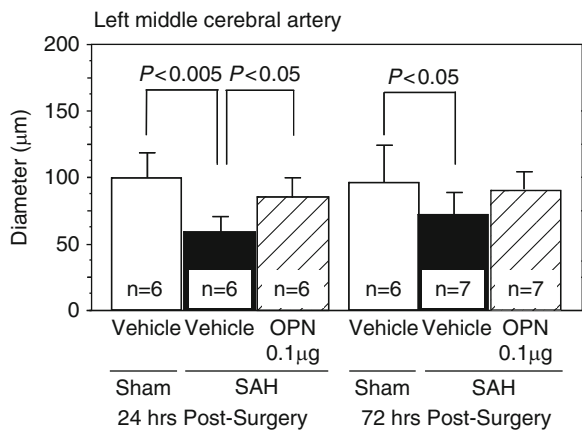 Left middle cerebral artery
200
150
100
50
0
Diameter (μm)
P<0.005
P<0.05
P<0.05
n=6
n=6
n=6
n=6
n=7
n=7
Vehicle Vehicle OPN 0.1μg Vehicle Vehicle OPN 0.1μg
Sham SAH Sham SAH
24 hrs Post-Surgery 72 hrs Post-Surgery